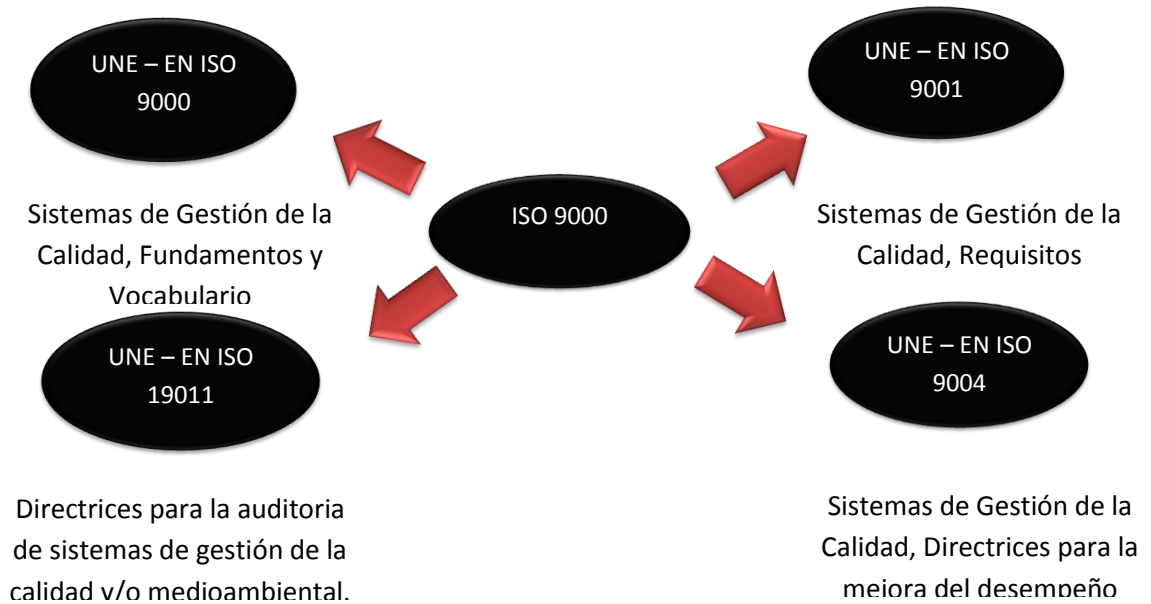 UNE – EN ISO
9000
Sistemas de Gestión de la
Calidad, Fundamentos y
Vocabulario
UNE – EN ISO
9001
Sistemas de Gestión de la
Calidad, Requisitos
ISO 9000
UNE – EN ISO
19011
Directrices para la auditoria
de sistemas de gestión de la
calidad y/o medioambiental.
UNE – EN ISO
9004
Sistemas de Gestión de la
Calidad, Directrices para la
mejora del desempeño